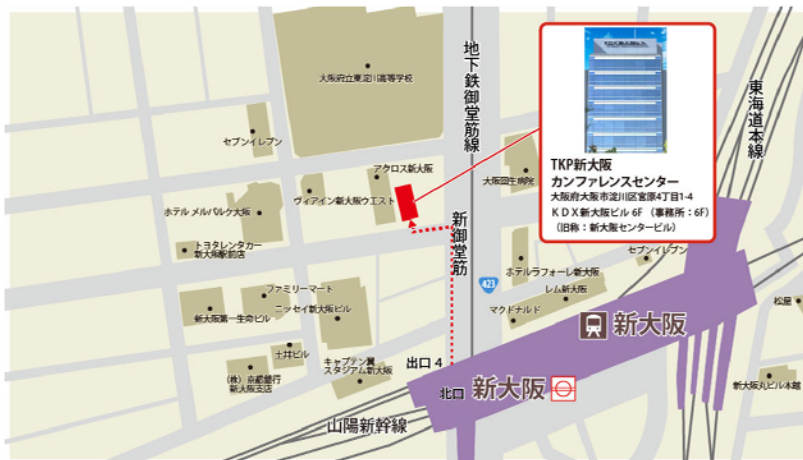 大阪府立東淀川高等学校
地下鉄御堂筋線
東海道本線
セブンイレブン
アクロス新大阪
ヴィアイン新大阪ウエスト
ホテル メルパルク大阪
トヨタレンタカー
新大阪駅前店
大阪回生病院
新御堂筋
TKP新大阪
カンファレンスセンター
大阪府大阪市淀川区宮原4丁目1-4
KDX新大阪ビル 6F (事務所:6F)
(旧称:新大阪センタービル)
セブンイレブン
ホテルラフォーレ新大阪
423
レム新大阪
マクドナルド
松屋
ファミリーマート
ニッセイ新大阪ビル
新大阪第一生命ビル
新大阪
土井ビル
キャプテン翼
スタジアム新大阪
出口 4
(株)京都銀行
新大阪支店
北口
新大阪
新大阪丸ビル本館
山陽新幹線